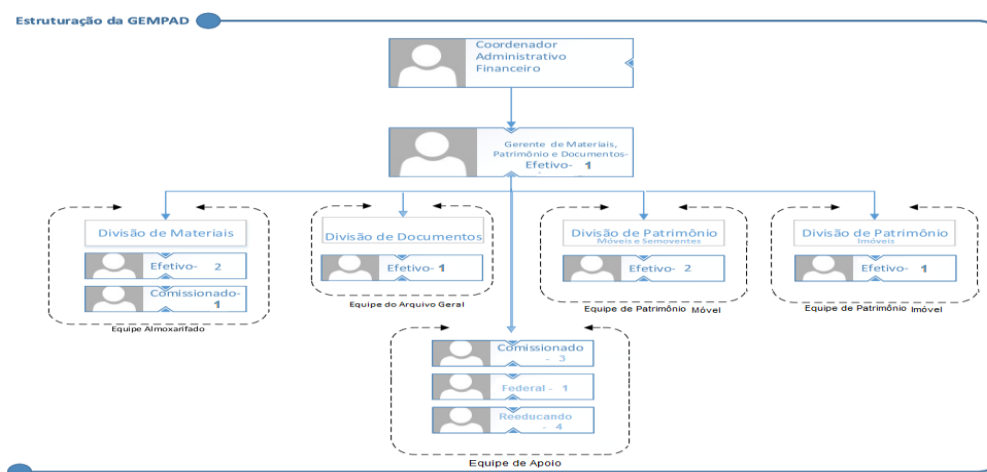 Estruturação da GEMPAD
Coordenador
Administrativo
Financeiro
Gerente de Materiais,
Patrimônio e Documentos-
Efetivo- 1
Divisão de Materiais
Efetivo- 2
Comissionado-
1
Equipe Almoxarifado
Divisão de Documentos
Efetivo- 1
Equipe do Arquivo Geral
Divisão de Patrimônio
Móveis e Semoventes
Efetivo- 2
Equipe de Patrimônio Móvel
Divisão de Patrimônio
Imóveis
Efetivo- 1
Equipe de Patrimônio Imóvel
Comissionado
- 3
Federal - 1
Reeducando
- 4
Equipe de Apoio